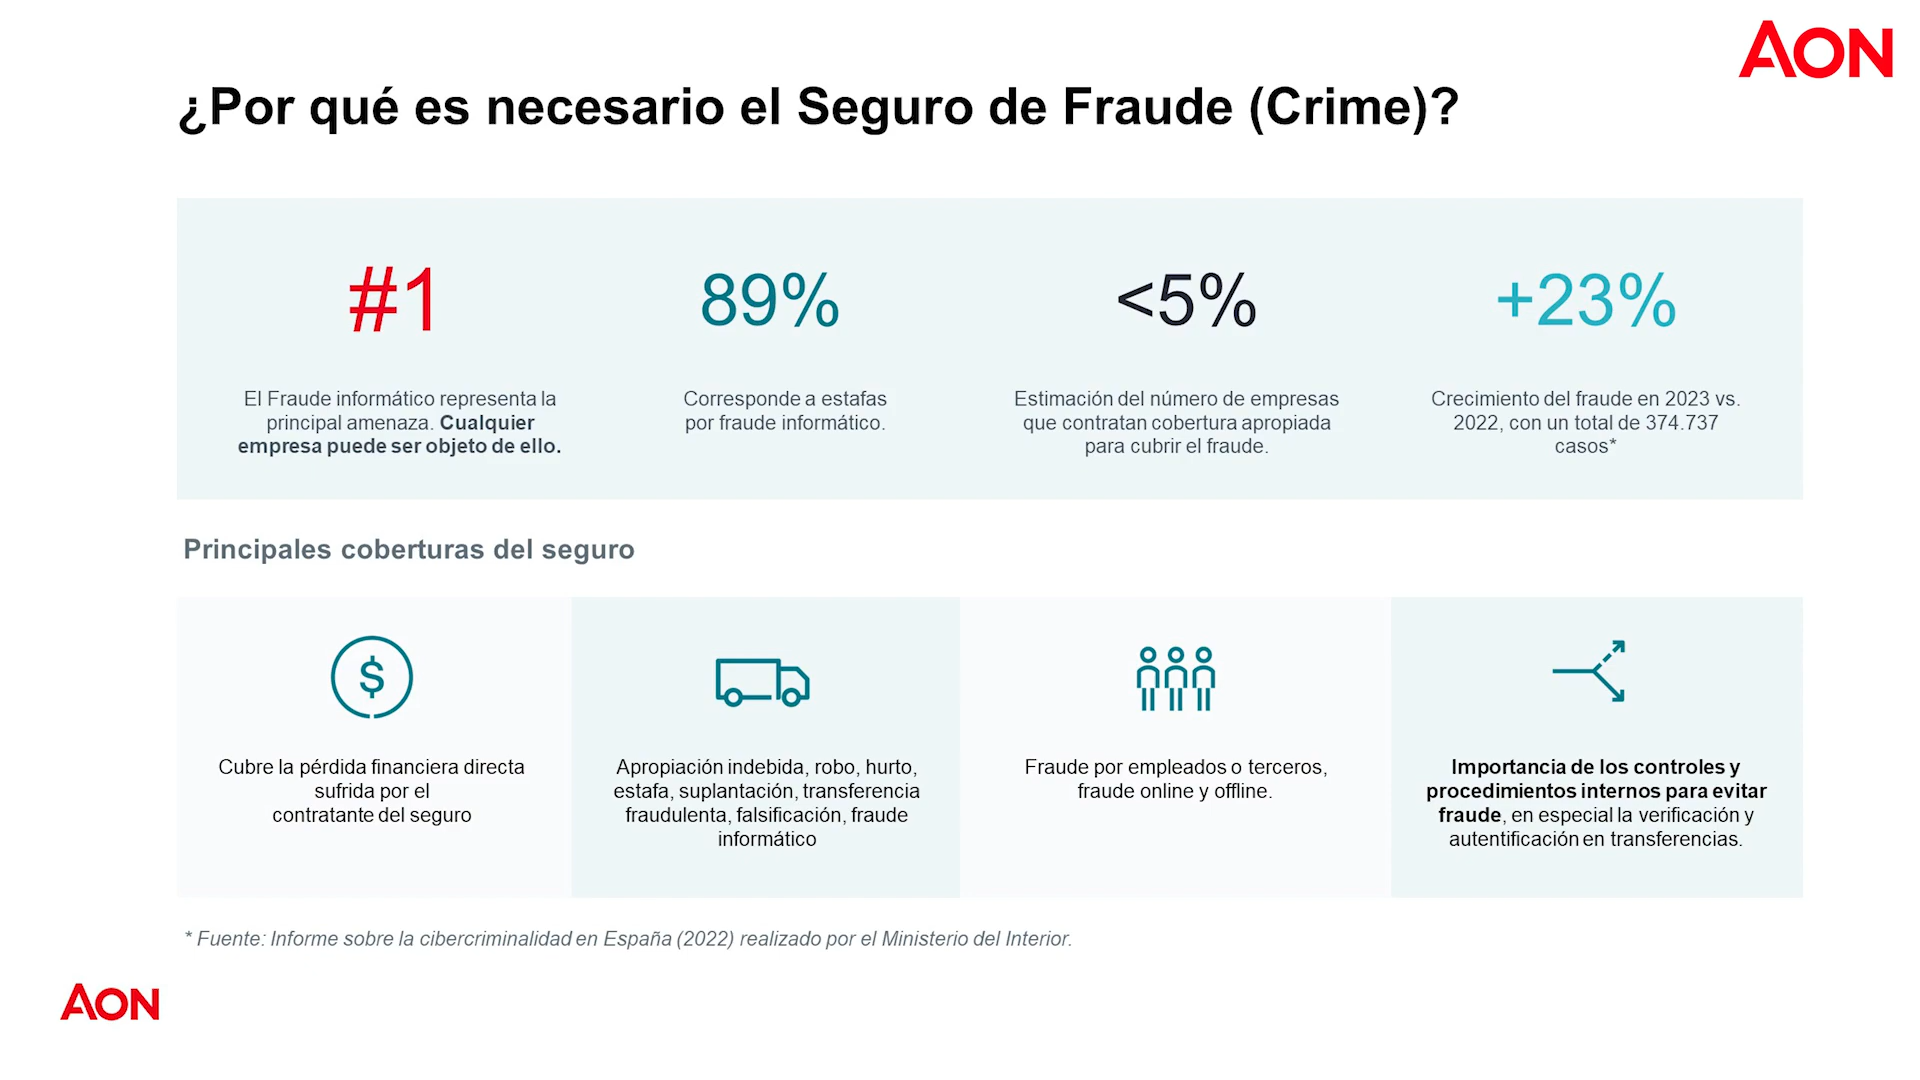 AON
¿Por qué es necesario el Seguro de Fraude (Crime)?
#1
El Fraude informático representa la
principal amenaza. Cualquier
empresa puede ser objeto de ello.
89%
Corresponde a estafas
por fraude informático.
<5%
Estimación del número de empresas
que contratan cobertura apropiada
para cubrir el fraude.
+23%
Crecimiento del fraude en 2023 vs.
2022, con un total de 374.737
casos*
Principales coberturas del seguro
$
Cubre la pérdida financiera directa
sufrida por el
contratante del seguro
Apropiación indebida, robo, hurto,
estafa, suplantación, transferencia
fraudulenta, falsificación, fraude
informático
Fraude por empleados o terceros,
fraude online y offline.
Importancia de los controles y
procedimientos internos para evitar
fraude, en especial la verificación y
autentificación en transferencias.
* Fuente: Informe sobre la cibercriminalidad en España (2022) realizado por el Ministerio del Interior.
AON